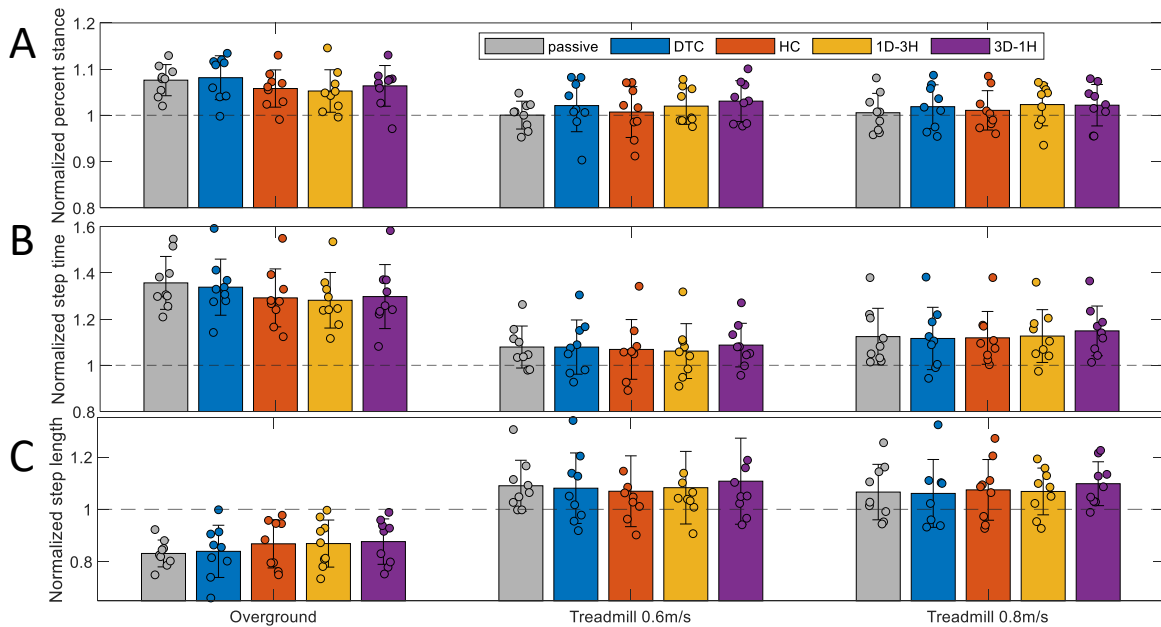 A
Normalized percent stance
1.2
1.1
1
0.9
0.8
passive DTC HC 1D-3H 3D-1H
B
Normalized step time
1.6
1.4
1.2
1
0.8
C
Normalized step length
1.2
1
0.8
Overground Treadmill 0.6m/s Treadmill 0.8m/s